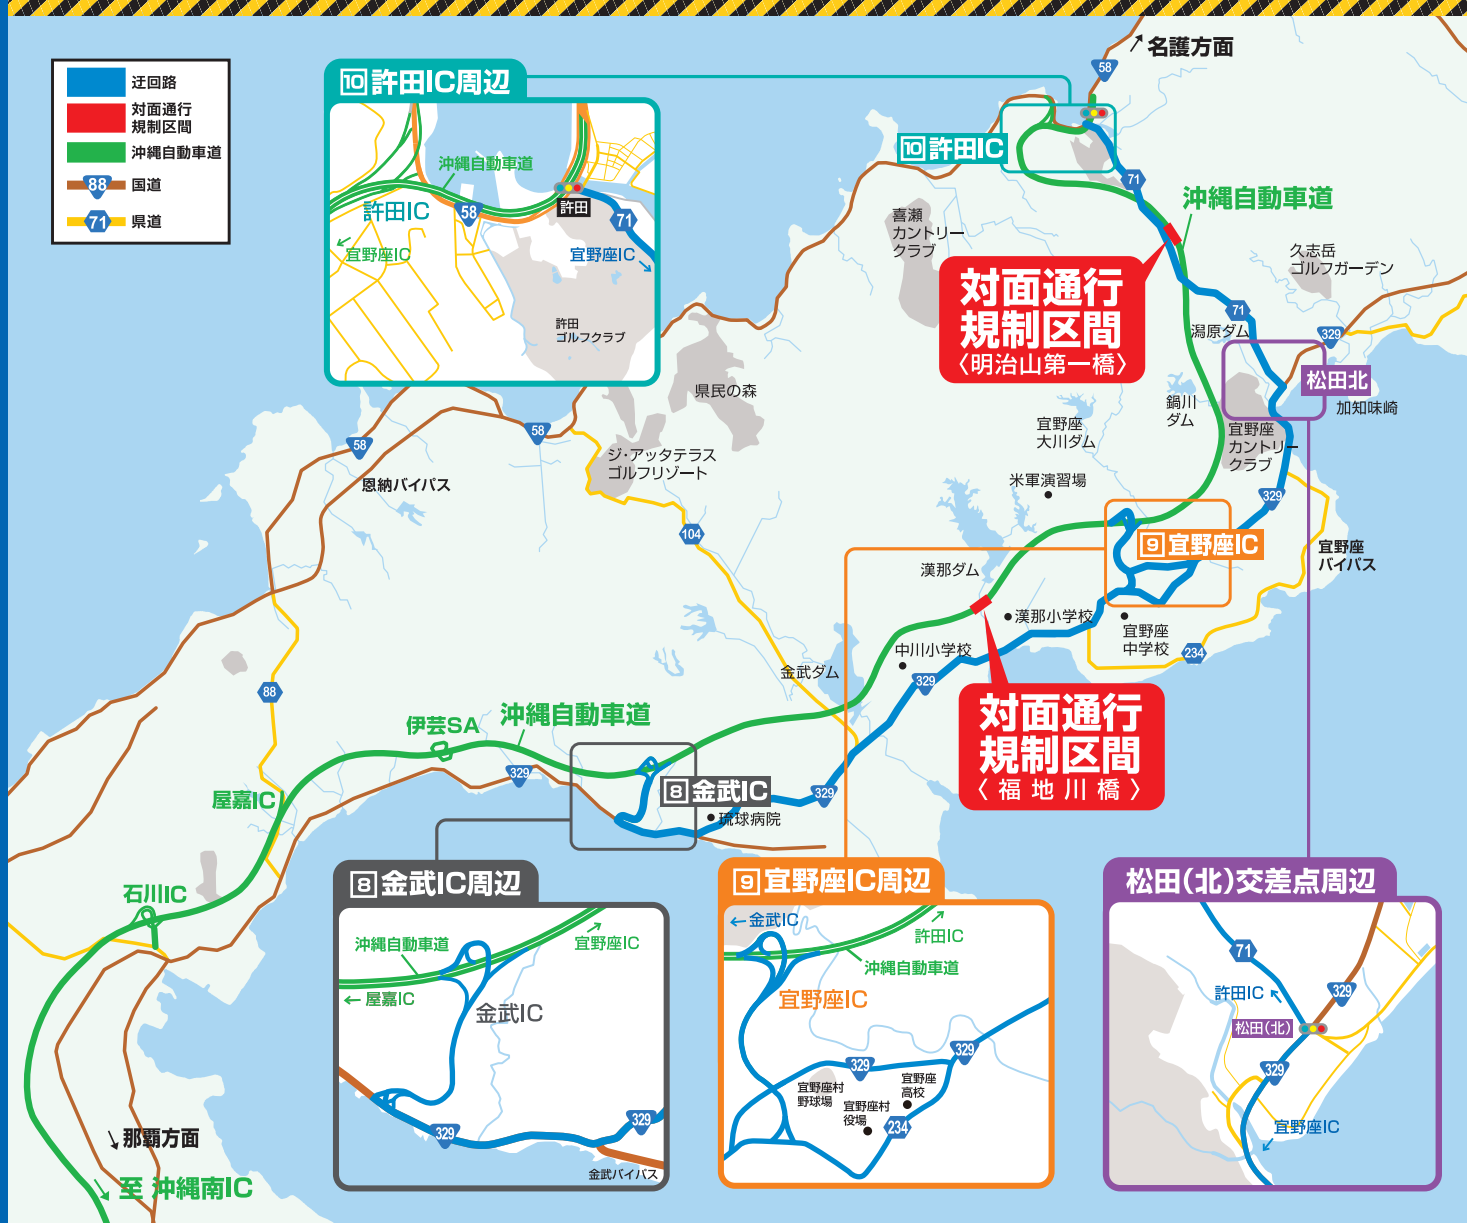 迂回路
対面通行
規制区間
沖縄自動車道
88 国道
71 県道
10 許田IC周辺
沖縄自動車道
許田IC
58
許田
71
宜野座IC
宜野座IC
許田
ゴルフクラブ
名護方面
58
10 許田IC
71
沖縄自動車道
喜瀬
カントリー
クラブ
久志岳
ゴルフガーデン
対面通行
規制区間
〈明治山第一橋〉
71
潟原ダム
329
松田北
加知味崎
鍋川
ダム
宜野座
大川ダム
宜野座
カントリー
クラブ
県民の森
58
58
ジ・アッタテラス
ゴルフリゾート
恩納バイパス
米軍演習場
329
104
9 宜野座IC
宜野座
バイパス
漢那ダム
漢那小学校
宜野座
中学校
234
中川小学校
金武ダム
329
88
伊芸SA
沖縄自動車道
対面通行
規制区間
〈福地川橋〉
329
8 金武IC
329
琉球病院
屋嘉IC
石川IC
那覇方面
至 沖縄南IC
8 金武IC周辺
沖縄自動車道
宜野座IC
屋嘉IC
金武IC
329
329
金武バイパス
9 宜野座IC周辺
金武IC
許田IC
沖縄自動車道
宜野座IC
329
329
宜野座村
野球場
宜野座
高校
宜野座村
役場
234
松田(北)交差点周辺
71
許田IC
329
松田(北)
329
宜野座IC